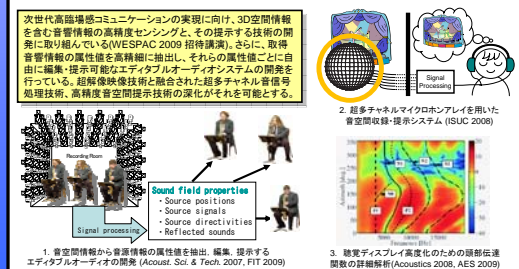 次世代高臨場感コミュニケーションの実現に向け、3D空間情報
を含む音響情報の高精度センシングと、その提示する技術の開
発に取り組んでいる(WESPAC 2009 招待講演)。さらに、取得
音響情報の属性値を高精細に抽出し、それらの属性値ごとに自
由に編集・提示可能なエディタブルオーディオシステムの開発を
行っている。超解像映像技術と融合された超多チャネル音信号
処理技術、高精度音空間提示技術の深化がそれを可能とする。
Recording Room
Signal processing
Sound field properties
・Source positions
・Source signals
・Source directivities
・Reflected sounds
1. 音空間情報から音源情報の属性値を抽出、編集、提示する
エディタブルオーディオの開発 (Acoust. Sci. & Tech. 2007, FIT 2009)
Signal
Processing
2. 超多チャネルマイクロホンアレイを用いた
音空間収録・提示システム (ISUC 2008)
3. 聴覚ディスプレイ高度化のための頭部伝達
関数の詳細解析(Acoustics 2008, AES 2009)